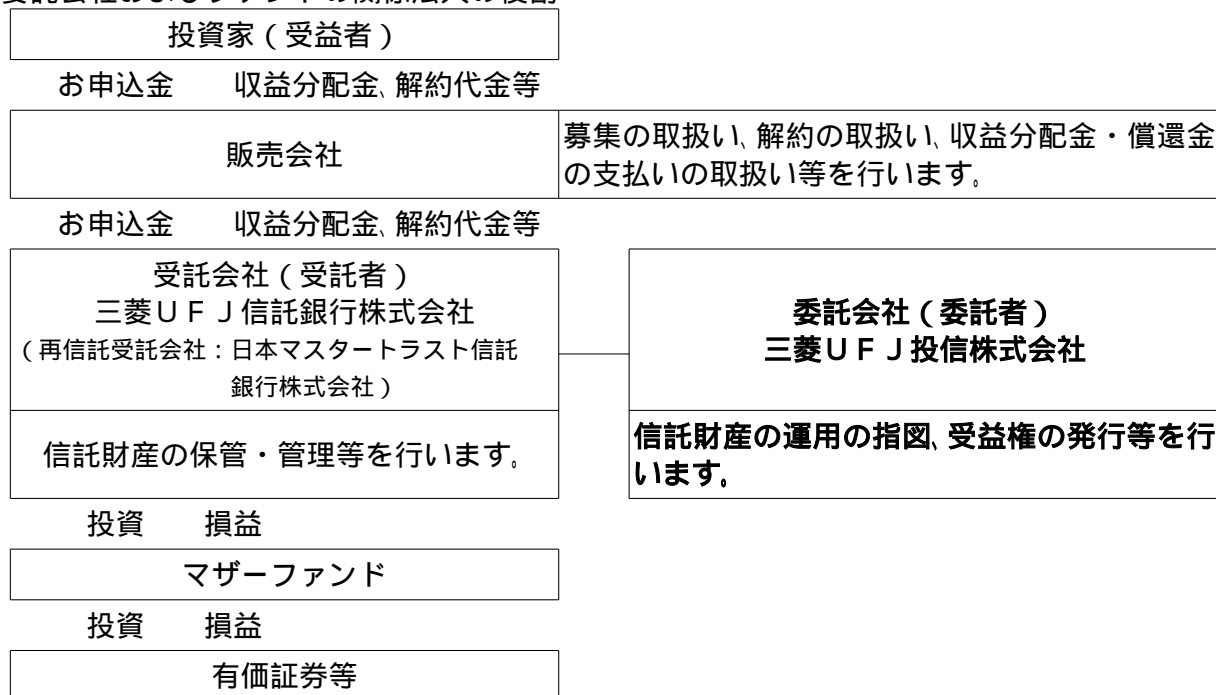 投資家（受益者）
お申込金　　収益分配金、解約代金等
販売会社
募集の取扱い、解約の取扱い、収益分配金・償還金
の支払いの取扱い等を行います。
お申込金　　収益分配金、解約代金等
受託会社（受託者）
三菱ＵＦＪ信託銀行株式会社
（再信託受託会社：日本マスタートラスト信託
銀行株式会社）
委託会社（委託者）
三菱ＵＦＪ投信株式会社
信託財産の保管・管理等を行います。
信託財産の運用の指図、受益権の発行等を行
います。
投資　　損益
マザーファンド
投資　　損益
有価証券等